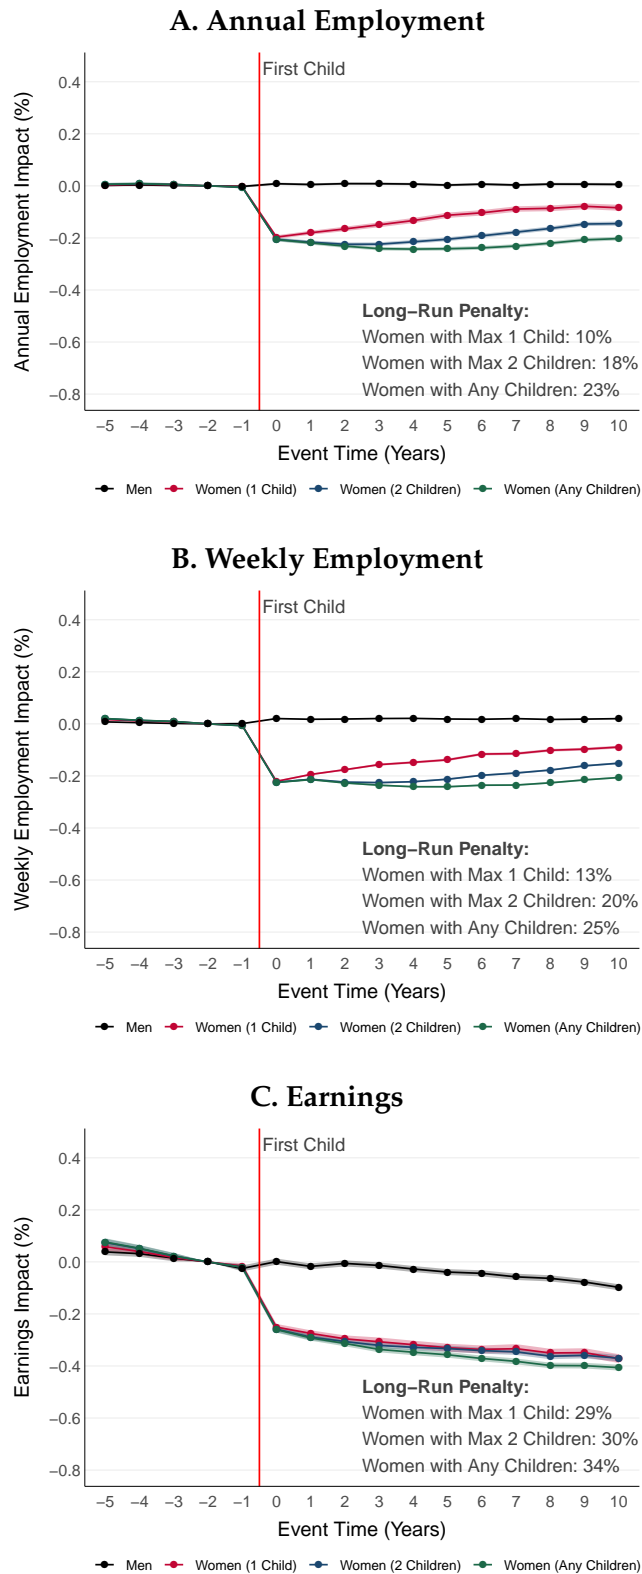 A. Annual Employment
First Child
0.4
0.2
0.0
−0.2
−0.4
−0.6
−0.8
Annual Employment Impact (%)
Long−Run Penalty:
Women with Max 1 Child: 10%
Women with Max 2 Children: 18%
Women with Any Children: 23%
−5 −4 −3 −2 −1 0 1 2 3 4 5 6 7 8 9 10
Event Time (Years)
Men Women (1 Child) Women (2 Children) Women (Any Children)
B. Weekly Employment
First Child
0.4
0.2
0.0
−0.2
−0.4
−0.6
−0.8
Weekly Employment Impact (%)
Long−Run Penalty:
Women with Max 1 Child: 13%
Women with Max 2 Children: 20%
Women with Any Children: 25%
−5 −4 −3 −2 −1 0 1 2 3 4 5 6 7 8 9 10
Event Time (Years)
Men Women (1 Child) Women (2 Children) Women (Any Children)
C. Earnings
First Child
0.4
0.2
0.0
−0.2
−0.4
−0.6
−0.8
Earnings Impact (%)
Long−Run Penalty:
Women with Max 1 Child: 29%
Women with Max 2 Children: 30%
Women with Any Children: 34%
−5 −4 −3 −2 −1 0 1 2 3 4 5 6 7 8 9 10
Event Time (Years)
Men Women (1 Child) Women (2 Children) Women (Any Children)